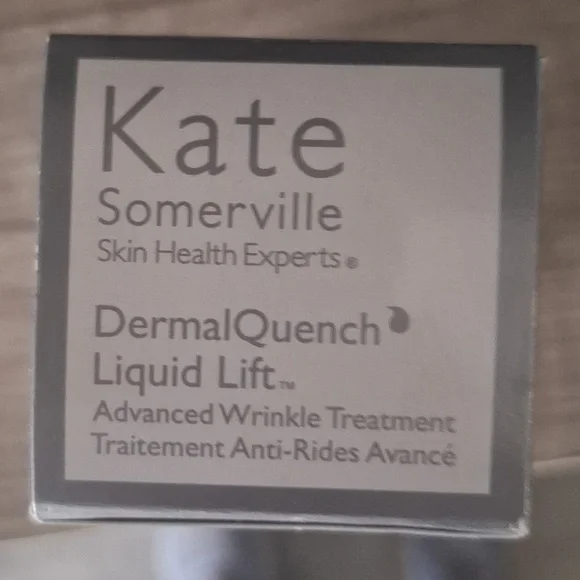 Kate
Somerville
Skin Health Experts®
DermalQuench
Liquid Lift™
Advanced Wrinkle Treatment
Traitement Anti-Rides Avancé